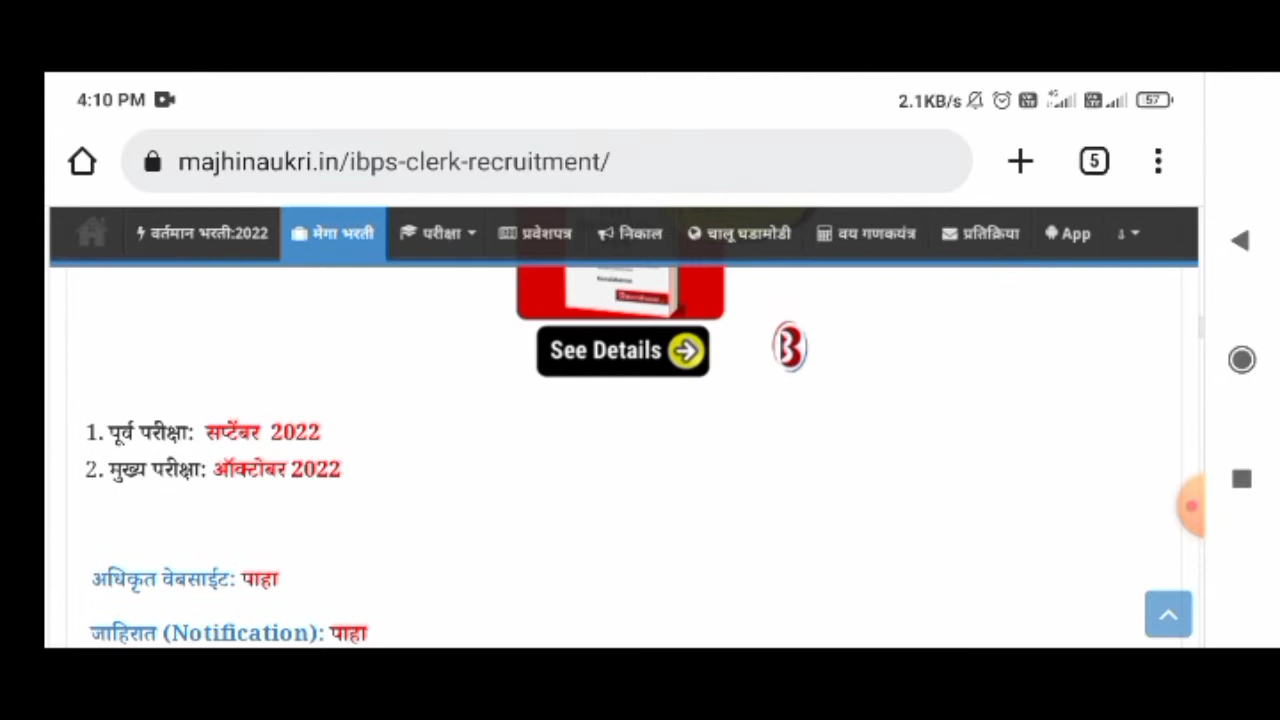 4:10 PM 2.1KB/s 57
majhinaukri.in/ibps-clerk-recruitment/ 5
वर्तमान भरती:2022 मेगा भरती परीक्षा प्रवेशपत्र निकाल चालू घडामोडी वय गणकयंत्र प्रतिक्रिया App
See Details
1. पूर्व परीक्षा: सप्टेंबर 2022
2. मुख्य परीक्षा: ऑक्टोबर 2022
अधिकृत वेबसाईट: पाहा
जाहिरात (Notification): पाहा